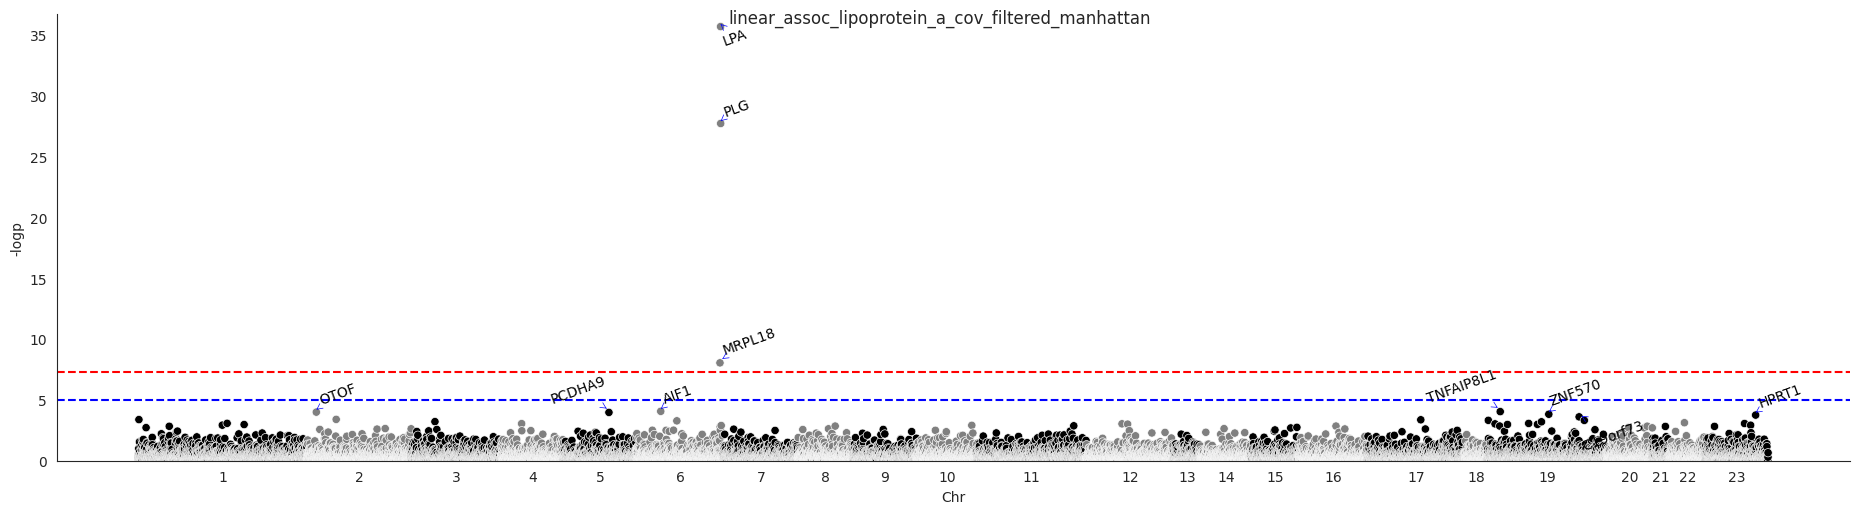 linear_assoc_lipoprotein_a_cov_filtered_manhattan
35
LPA
30
PLG
25
20
-logp
15
10
MRPL18
5
OTOF
PCDHA9
AIF1
TNFAIP8L1
ZNF570
HPRT1
0
1 2 3 4 5 6 7 8 9 10 11 12 13 14 15 16 17 18 19 20 21 22 23
Chr